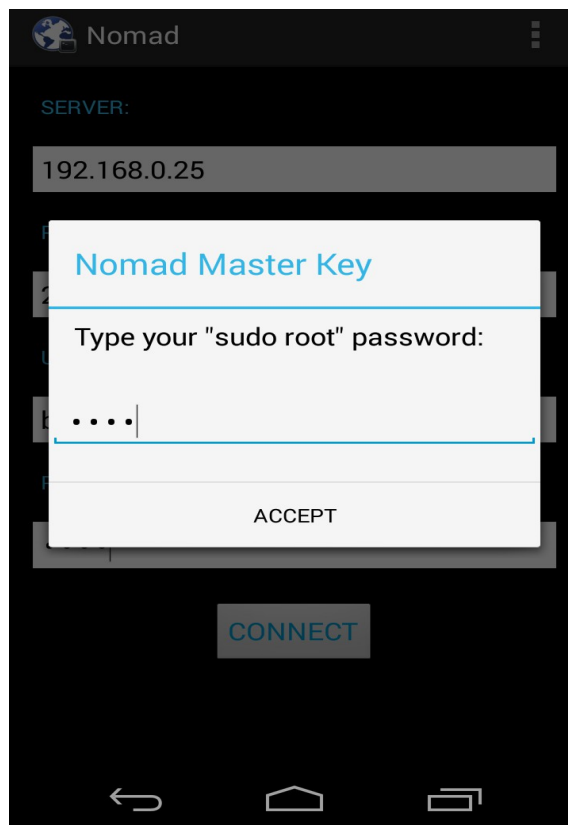 Nomad
SERVER:
192.168.0.25
Nomad Master Key
Type your "sudo root" password:
••••
ACCEPT
CONNECT